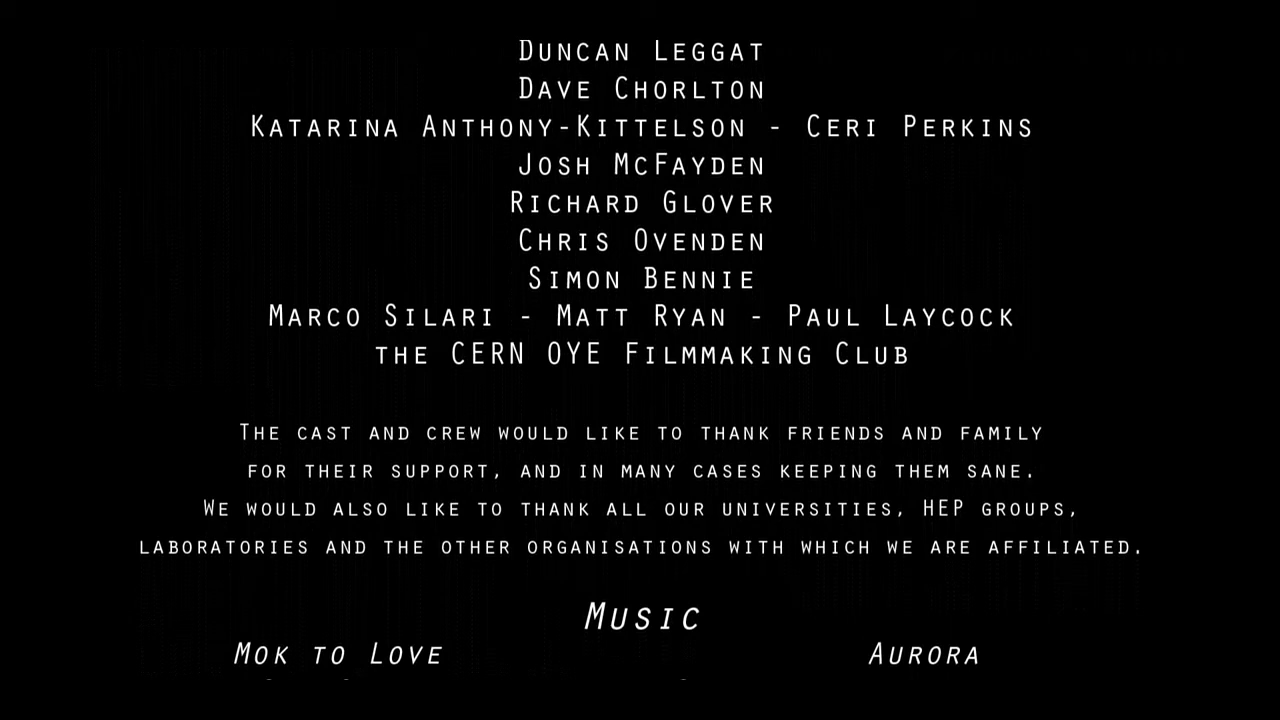 Duncan Leggat
Dave Chorlton
Katarina Anthony-Kittelson - Ceri Perkins
Josh McFayden
Richard Glover
Chris Ovenden
Simon Bennie
Marco Silari - Matt Ryan - Paul Laycock
the CERN OYE Filmmaking Club
The cast and crew would like to thank friends and family
for their support, and in many cases keeping them sane.
We would also like to thank all our universities, HEP groups,
laboratories and the other organisations with which we are affiliated.
Music
Mok to Love Aurora